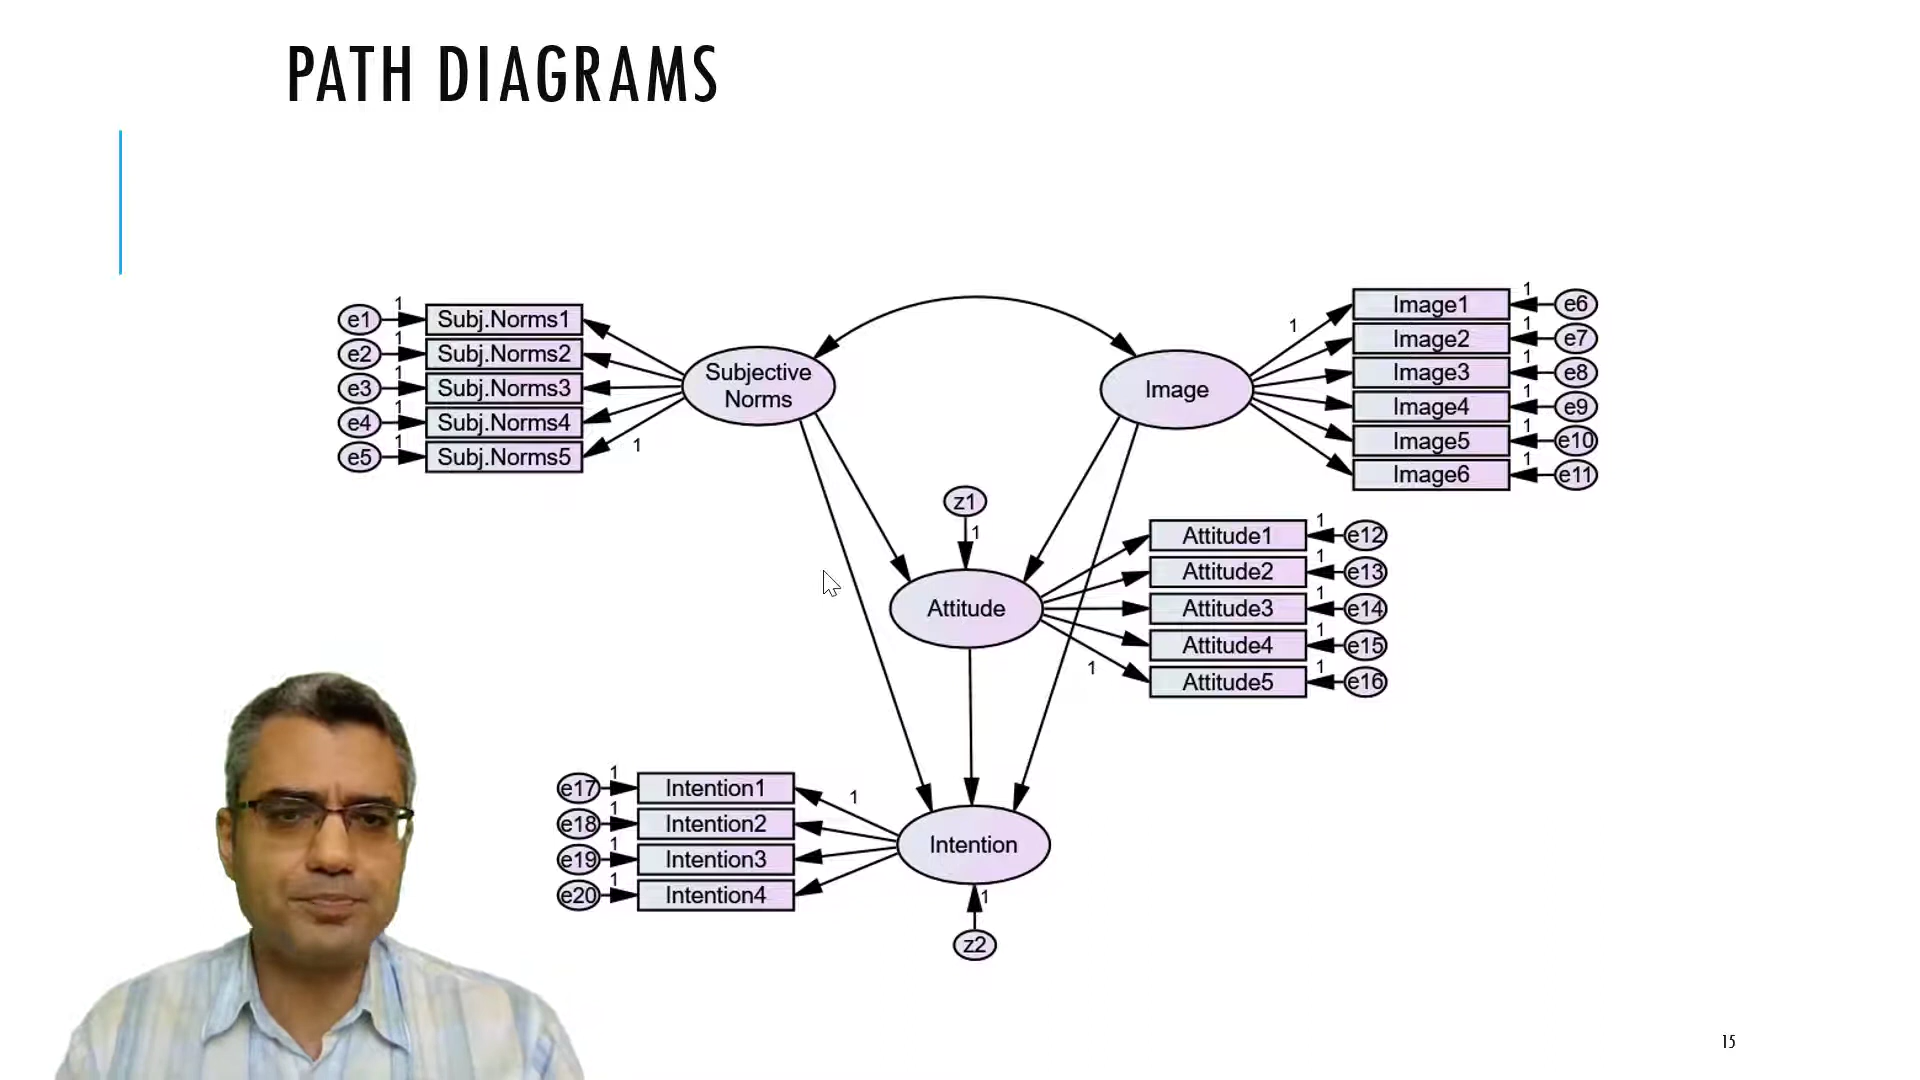 PATH DIAGRAMS
e1 1 Subj.Norms1
e2 1 Subj.Norms2
e3 1 Subj.Norms3
e4 1 Subj.Norms4
e5 1 Subj.Norms5
1
Subjective
Norms
Image
1
Image1 1 e6
Image2 1 e7
Image3 1 e8
Image4 1 e9
Image5 1 e10
Image6 1 e11
z1
1
Attitude
1
Attitude1 1 e12
Attitude2 1 e13
Attitude3 1 e14
Attitude4 1 e15
Attitude5 1 e16
e17 1 Intention1
e18 1 Intention2
e19 1 Intention3
e20 1 Intention4
1
Intention
1
z2
15